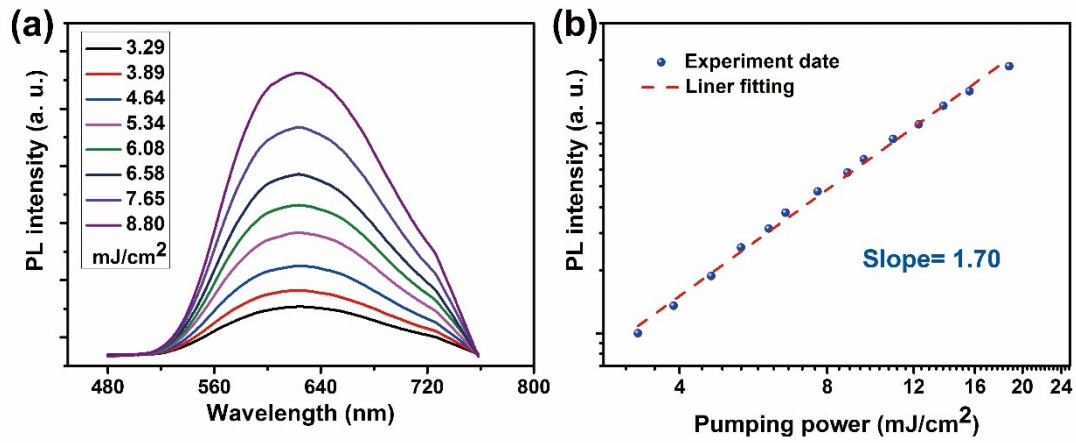 (a)
3.29
3.89
4.64
5.34
6.08
6.58
7.65
8.80
mJ/cm²
PL intensity (a. u.)
480 560 640 720 800
Wavelength (nm)
(b)
Experiment date
Liner fitting
Slope= 1.70
PL intensity (a. u.)
4 8 12 16 20 24
Pumping power (mJ/cm²)